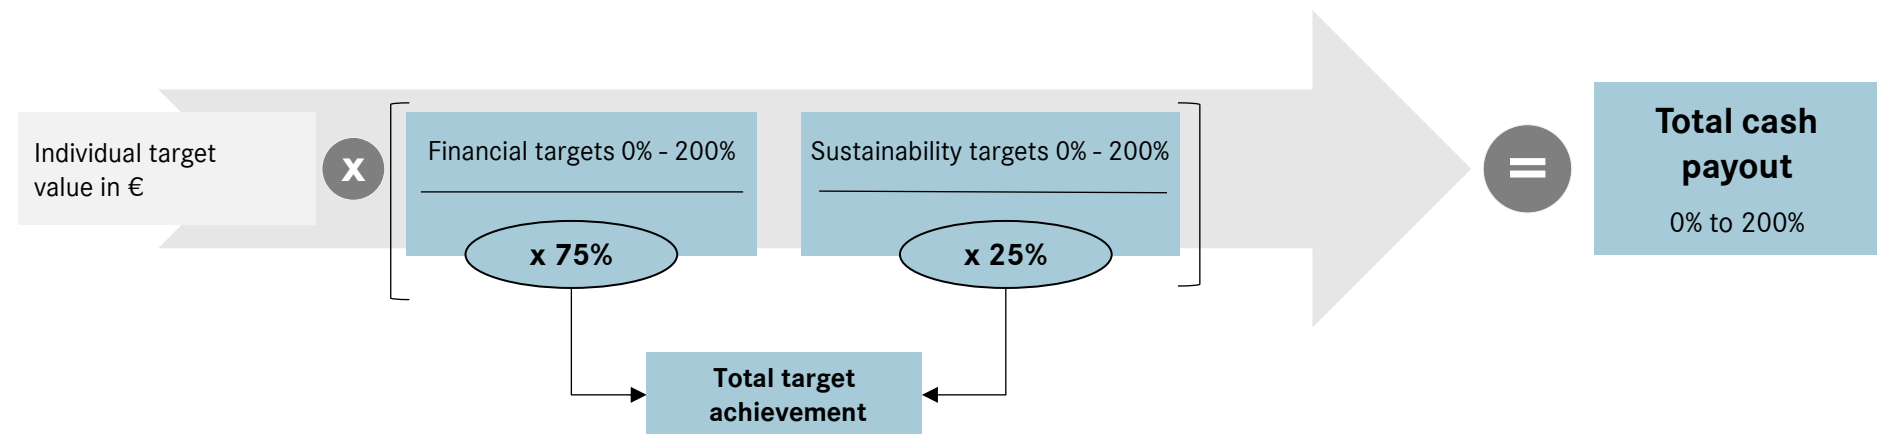 Individual target
value in €
x
Financial targets 0% - 200%
x 75%
Sustainability targets 0% - 200%
x 25%
Total target
achievement
=
Total cash
payout
0% to 200%